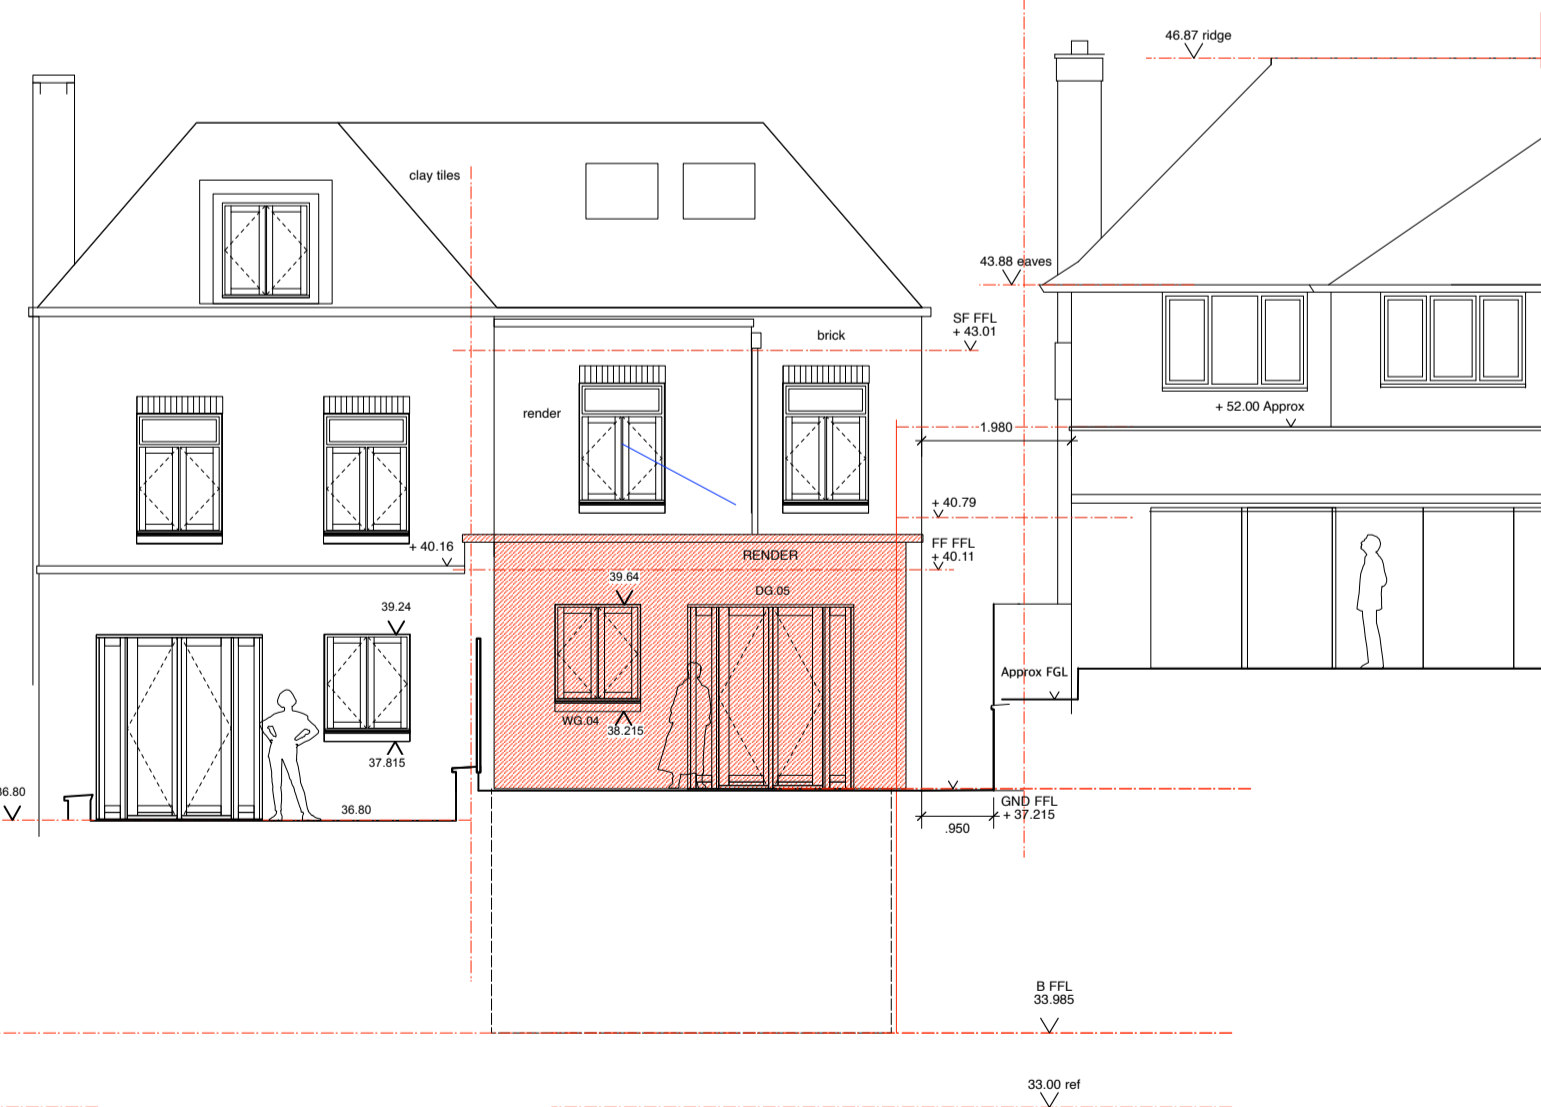 46.87 ridge
clay tiles
43.88 eaves
SF FFL
+ 43.01
brick
render
+ 52.00 Approx
1.980
+ 40.79
+ 40.16
RENDER
FF FFL
+ 40.11
39.64
DG.05
39.24
Approx FGL
WG.04
38.215
37.815
36.80
GND FFL
+ 37.215
.950
B FFL
33.985
33.00 ref